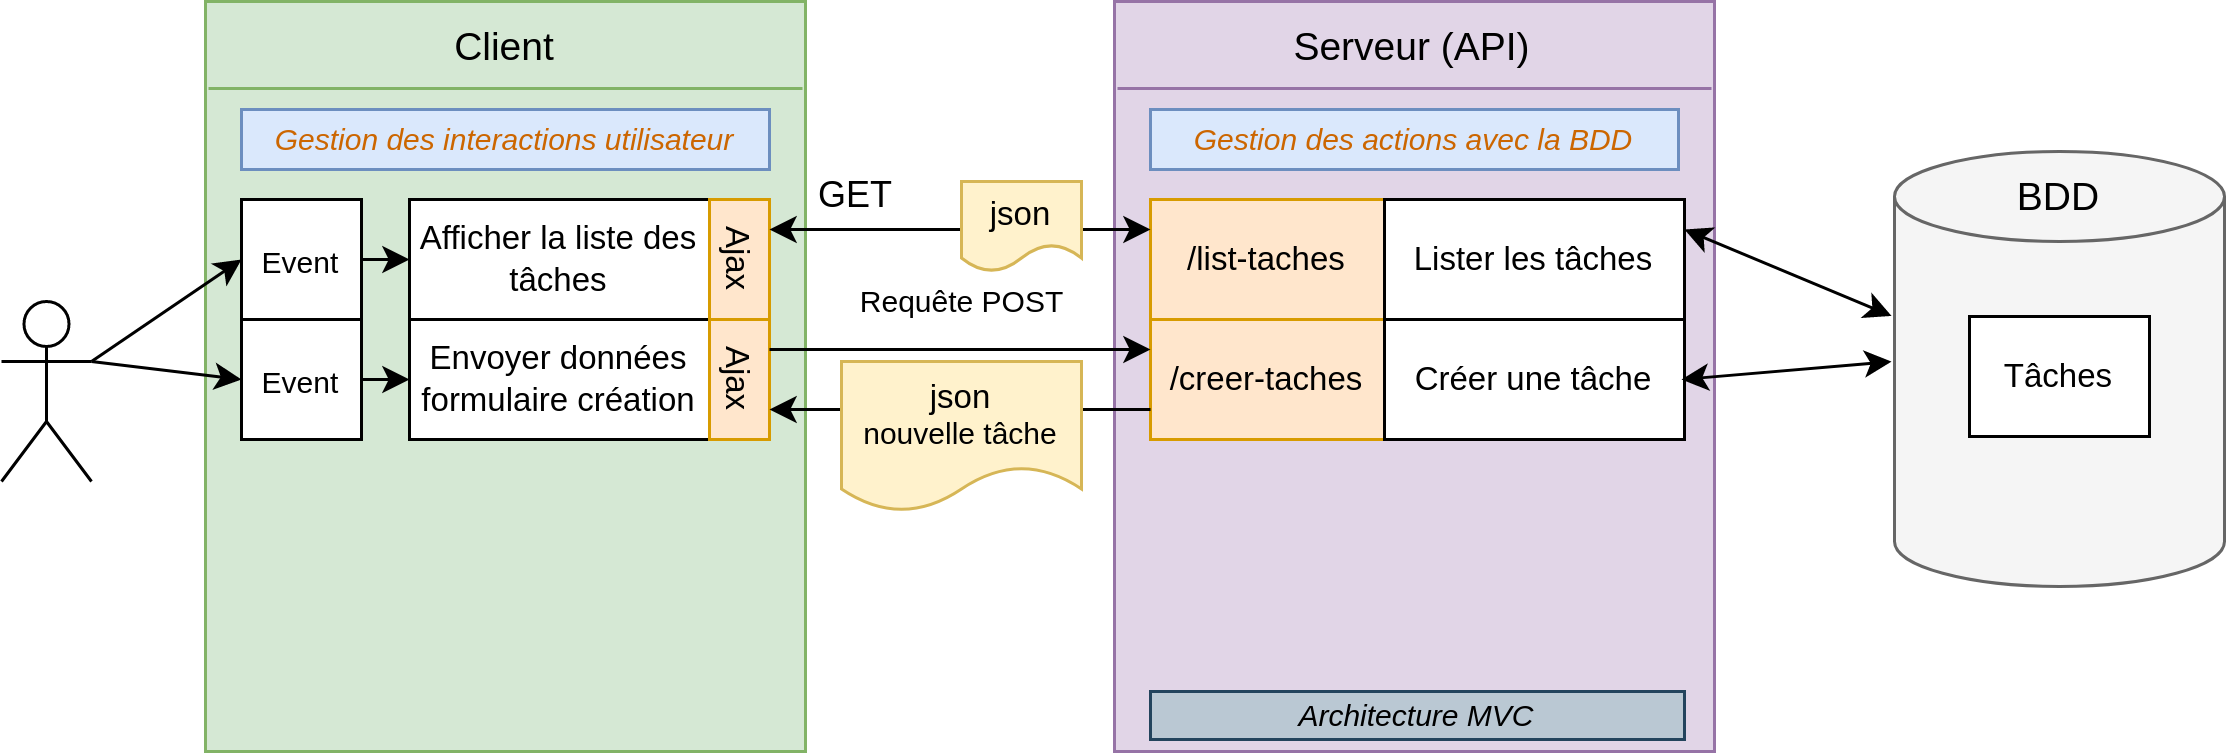 Client
Gestion des interactions utilisateur
Event
Afficher la liste des
tâches
Ajax
Event
Envoyer données
formulaire création
Ajax
GET
json
Requête POST
json
nouvelle tâche
Serveur (API)
Gestion des actions avec la BDD
/list-taches
Lister les tâches
/creer-taches
Créer une tâche
Architecture MVC
BDD
Tâches